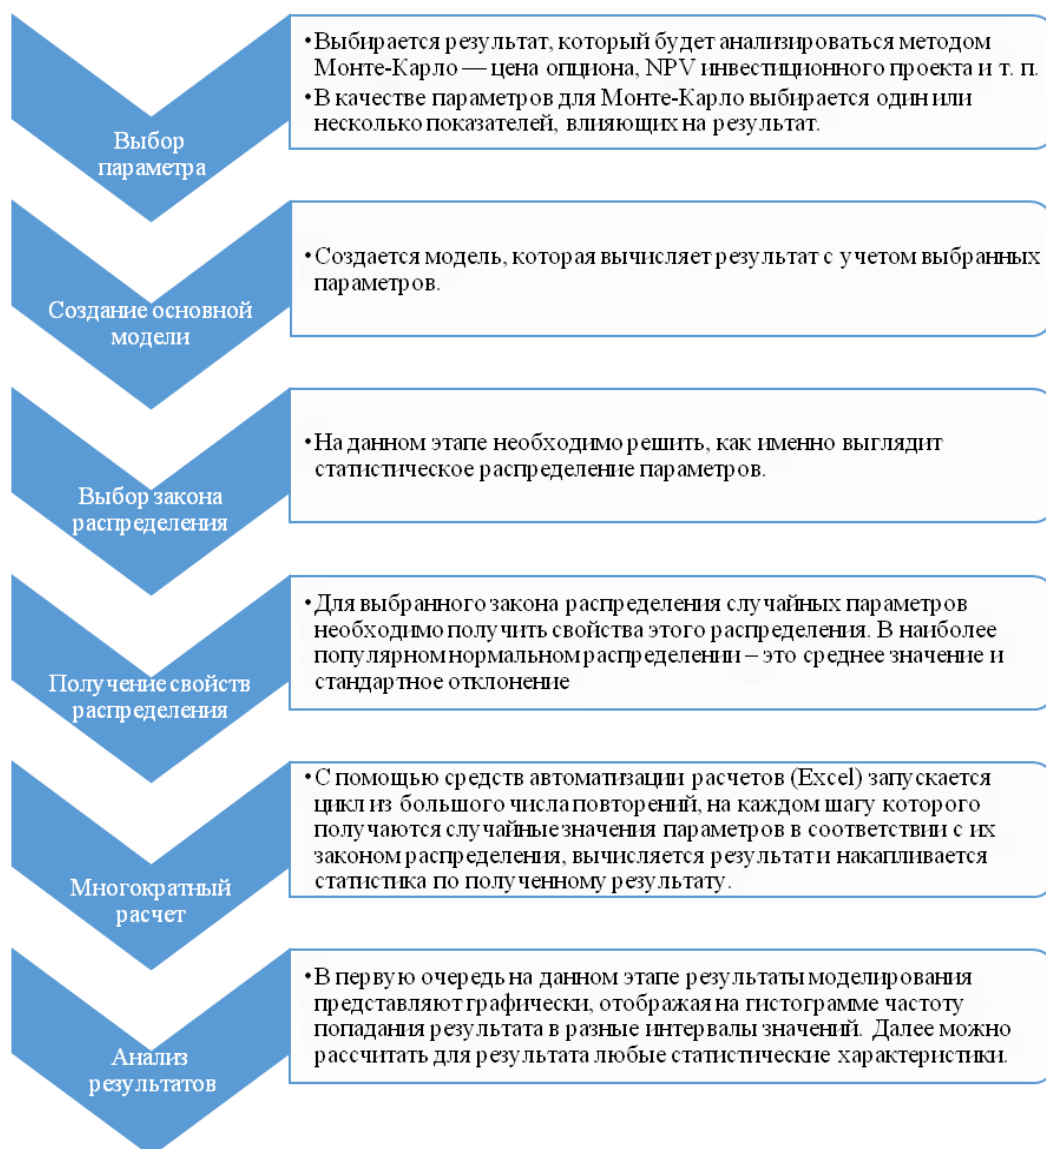 •Выбирается результат, который будет анализироваться методом
Монте-Карло — цена опциона, NPV инвестиционного проекта и т. п.
•В качестве параметров для Монте-Карло выбирается один или
несколько показателей, влияющих на результат.
Выбор
параметра
•Создается модель, которая вычисляет результат с учетом выбранных
параметров.
Создание основной
модели
•На данном этапе необходимо решить, как именно выглядит
статистическое распределение параметров.
Выбор закона
распределения
•Для выбранного закона распределения случайных параметров
необходимо получить свойства этого распределения. В наиболее
популярном нормальном распределении – это среднее значение и
стандартное отклонение
Получение свойств
распределения
•С помощью средств автоматизации расчетов (Excel) запускается
цикл из большого числа повторений, на каждом шагу которого
получаются случайные значения параметров в соответствии с их
законом распределения, вычисляется результат и накапливается
статистика по полученному результату.
Многократный
расчет
•В первую очередь на данном этапе результаты моделирования
представляют графически, отображая на гистограмме частоту
попадания результата в разные интервалы значений. Далее можно
рассчитать для результата любые статистические характеристики.
Анализ
результатов